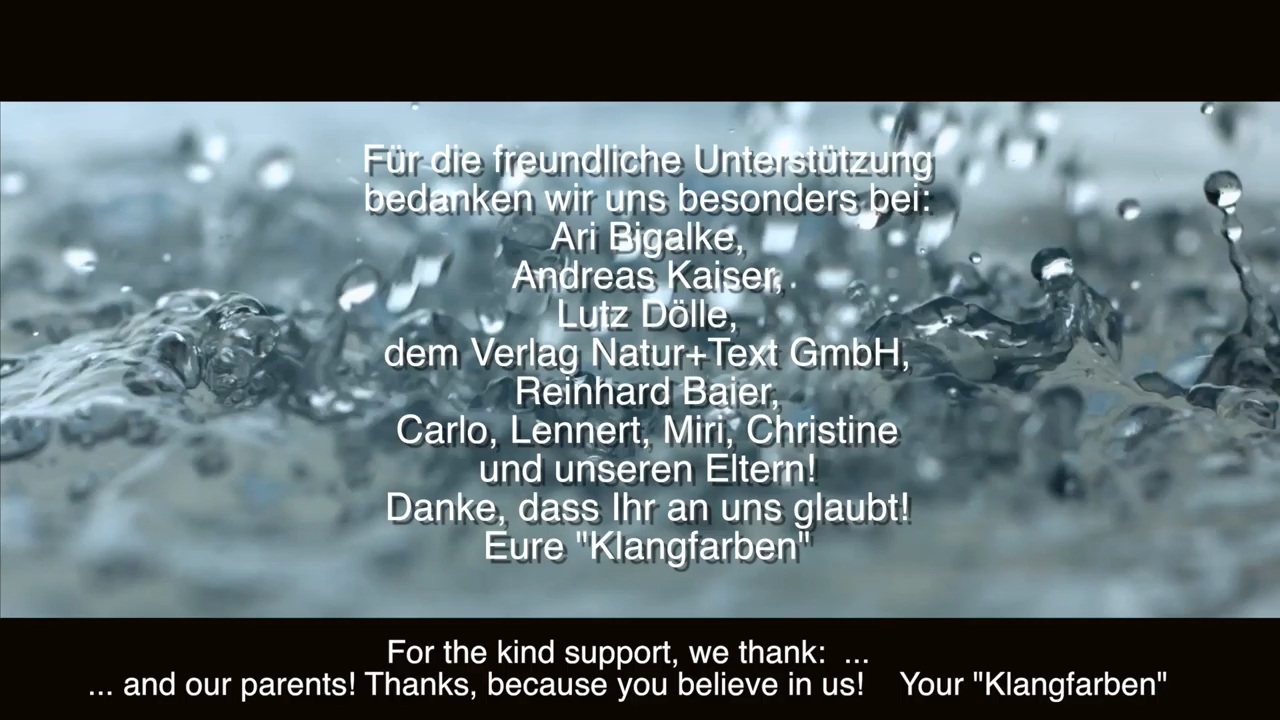 Für die freundliche Unterstützung
bedanken wir uns besonders bei:
Ari Bigalke,
Andreas Kaiser,
Lutz Dölle,
dem Verlag Natur+Text GmbH,
Reinhard Baier,
Carlo, Lennert, Miri, Christine
und unseren Eltern!
Danke, dass Ihr an uns glaubt!
Eure "Klangfarben"
For the kind support, we thank: ...
... and our parents! Thanks, because you believe in us! Your "Klangfarben"